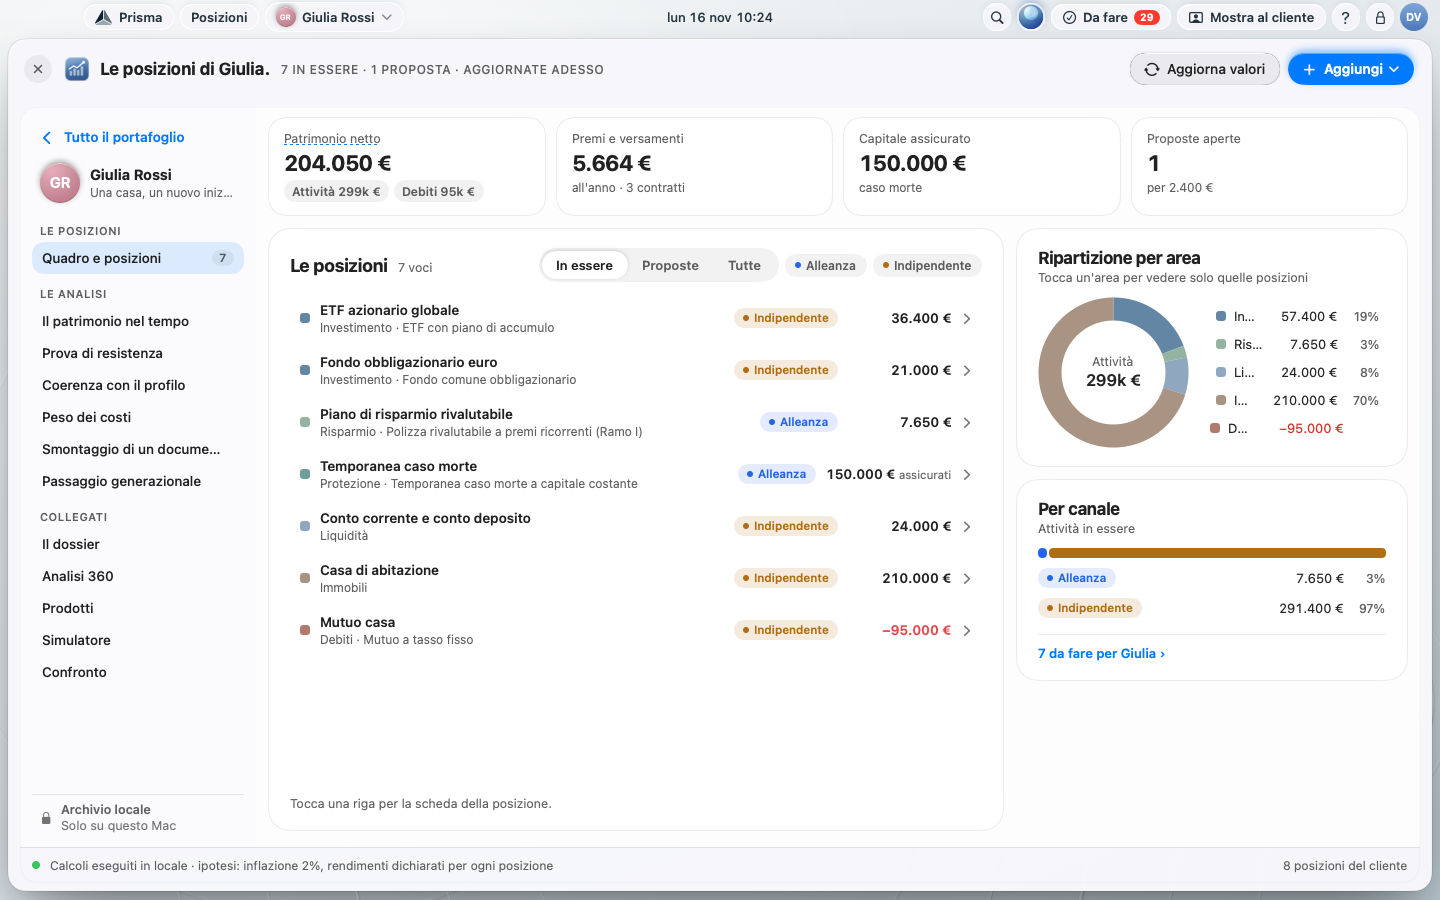 Prisma
Posizioni
GR Giulia Rossi
lun 16 nov 10:24
Da fare 29
Mostra al cliente
?
DV
Le posizioni di Giulia.
7 IN ESSERE · 1 PROPOSTA · AGGIORNATE ADESSO
Aggiorna valori
+ Aggiungi
Tutto il portafoglio
GR
Giulia Rossi
Una casa, un nuovo iniz...
LE POSIZIONI
Quadro e posizioni 7
LE ANALISI
Il patrimonio nel tempo
Prova di resistenza
Coerenza con il profilo
Peso dei costi
Smontaggio di un docume...
Passaggio generazionale
COLLEGATI
Il dossier
Analisi 360
Prodotti
Simulatore
Confronto
Archivio locale
Solo su questo Mac
Patrimonio netto
204.050 €
Attività 299k € Debiti 95k €
Premi e versamenti
5.664 €
all'anno · 3 contratti
Capitale assicurato
150.000 €
caso morte
Proposte aperte
1
per 2.400 €
Le posizioni 7 voci
In essere Proposte Tutte
Alleanza
Indipendente
ETF azionario globale
Investimento · ETF con piano di accumulo
Indipendente 36.400 €
Fondo obbligazionario euro
Investimento · Fondo comune obbligazionario
Indipendente 21.000 €
Piano di risparmio rivalutabile
Risparmio · Polizza rivalutabile a premi ricorrenti (Ramo I)
Alleanza 7.650 €
Temporanea caso morte
Protezione · Temporanea caso morte a capitale costante
Alleanza 150.000 € assicurati
Conto corrente e conto deposito
Liquidità
Indipendente 24.000 €
Casa di abitazione
Immobili
Indipendente 210.000 €
Mutuo casa
Debiti · Mutuo a tasso fisso
Indipendente −95.000 €
Tocca una riga per la scheda della posizione.
Ripartizione per area
Tocca un'area per vedere solo quelle posizioni
Attività
299k €
In... 57.400 € 19%
Ris... 7.650 € 3%
Li... 24.000 € 8%
I... 210.000 € 70%
D... −95.000 €
Per canale
Attività in essere
Alleanza 7.650 € 3%
Indipendente 291.400 € 97%
7 da fare per Giulia ›
Calcoli eseguiti in locale · ipotesi: inflazione 2%, rendimenti dichiarati per ogni posizione
8 posizioni del cliente